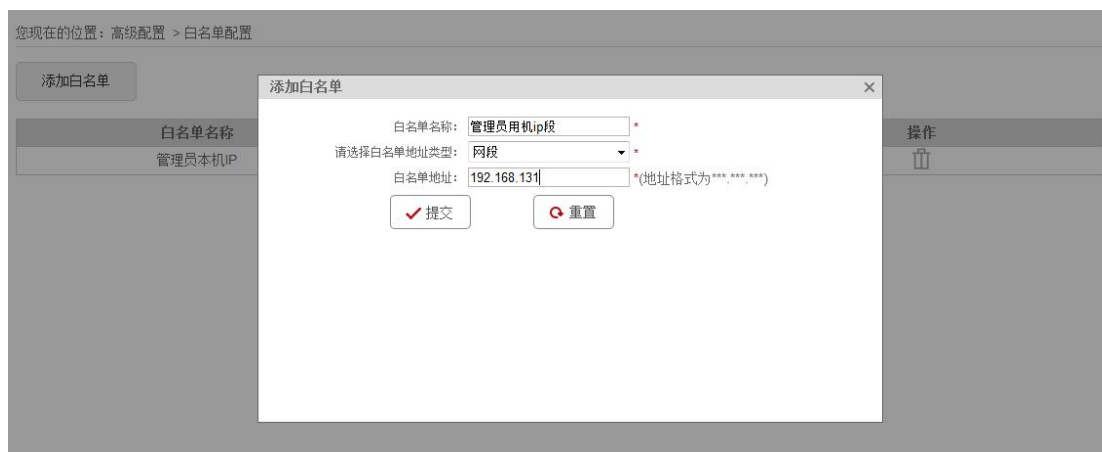 您现在的位置：高级配置 > 白名单配置
添加白名单
添加白名单
白名单名称 操作
白名单名称： 管理员用机ip段 *
管理员本机IP
请选择白名单地址类型： 网段 *
白名单地址： 192.168.131 *(地址格式为***.***.***)
提交 重置